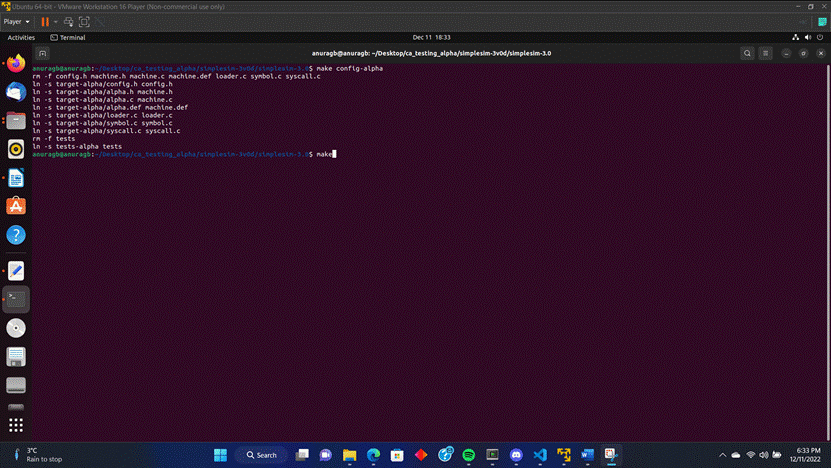 Ubuntu 64-bit - VMware Workstation 16 Player (Non-commercial use only)
Player
Activities
Terminal
Dec 11 18:33
anuragb@anuragb: ~/Desktop/ca_testing_alpha/simplesim-3v0d/simplesim-3.0
anuragb@anuragb:~/Desktop/ca_testing_alpha/simplesim-3v0d/simplesim-3.0$ make config-alpha
rm -f config.h machine.h machine.c machine.def loader.c symbol.c syscall.c
ln -s target-alpha/config.h config.h
ln -s target-alpha/alpha.h machine.h
ln -s target-alpha/alpha.c machine.c
ln -s target-alpha/alpha.def machine.def
ln -s target-alpha/loader.c loader.c
ln -s target-alpha/symbol.c symbol.c
ln -s target-alpha/syscall.c syscall.c
rm -f tests
ln -s tests-alpha tests
anuragb@anuragb:~/Desktop/ca_testing_alpha/simplesim-3v0d/simplesim-3.0$ make
3°C
Rain to stop
Search
6:33 PM
12/11/2022